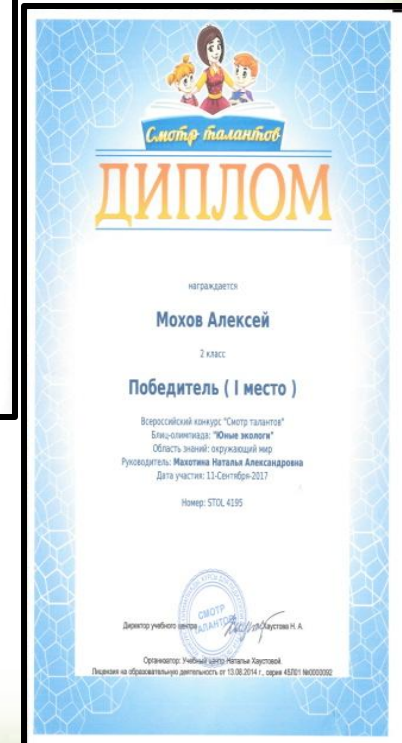 Смотр талантов
ДИПЛОМ
награждается
Мохов Алексей
2 класс
Победитель ( I место )
Всероссийский конкурс "Смотр талантов"
Блиц-олимпиада: "Юные экологи"
Область знаний: окружающий мир
Руководитель: Махотина Наталья Александровна
Дата участия: 11-Сентября-2017
Номер: STOL 4195
СМОТР
ТАЛАНТОВ
Директор учебного центра Хаустова Н. А.
Организатор: Учебный центр Натальи Хаустовой.
Лицензия на образовательную деятельность от 13.08.2014 г., серия 45Л01 №0000092